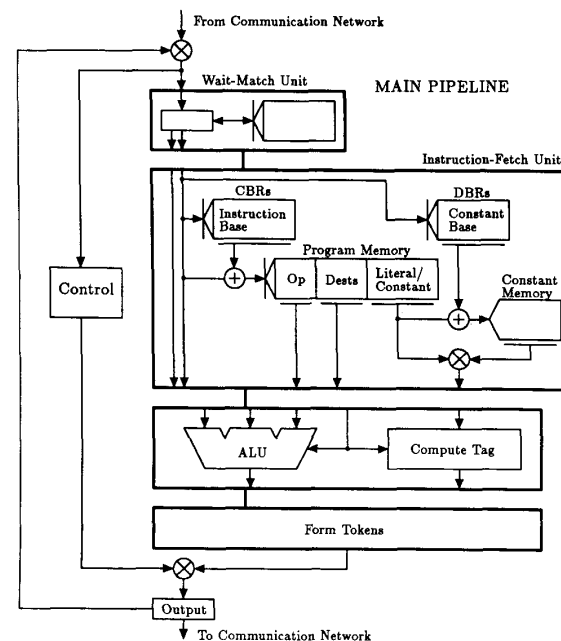 From Communication Network
Wait-Match Unit
MAIN PIPELINE
Instruction-Fetch Unit
CBRs
DBRs
Instruction
Base
Constant
Base
Program Memory
Op
Dests
Literal/
Constant
Constant
Memory
Control
ALU
Compute Tag
Form Tokens
Output
To Communication Network